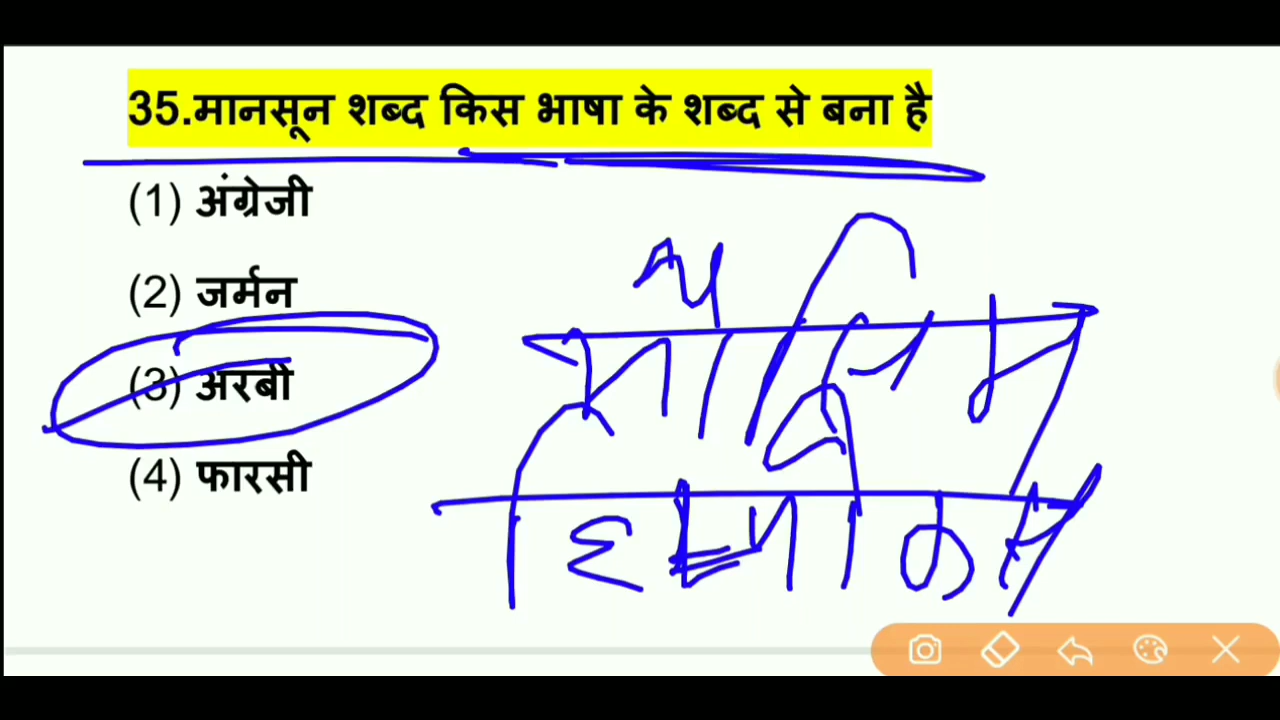 35.मानसून शब्द किस भाषा के शब्द से बना है
(1) अंग्रेजी
(2) जर्मन
(3) अरबी
(4) फारसी